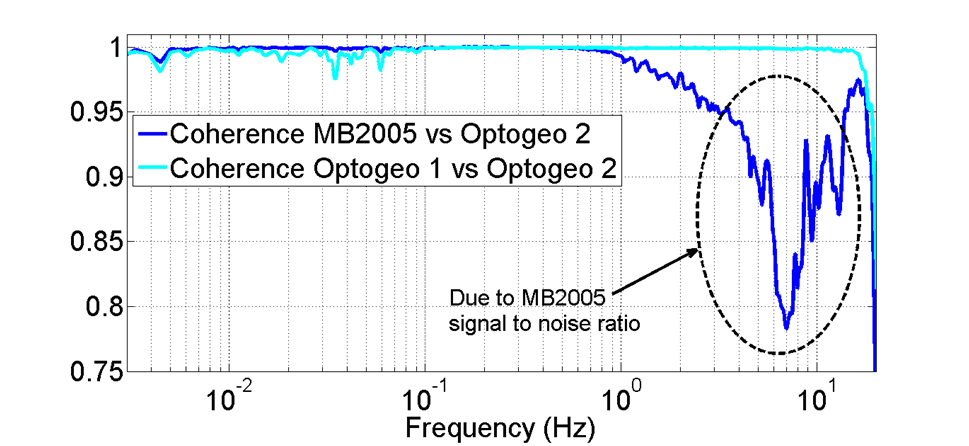 1
0.95
0.9
0.85
0.8
0.75
Coherence MB2005 vs Optogeo 2
Coherence Optogeo 1 vs Optogeo 2
Due to MB2005
signal to noise ratio
10^-2 10^-1 10^0 10^1
Frequency (Hz)